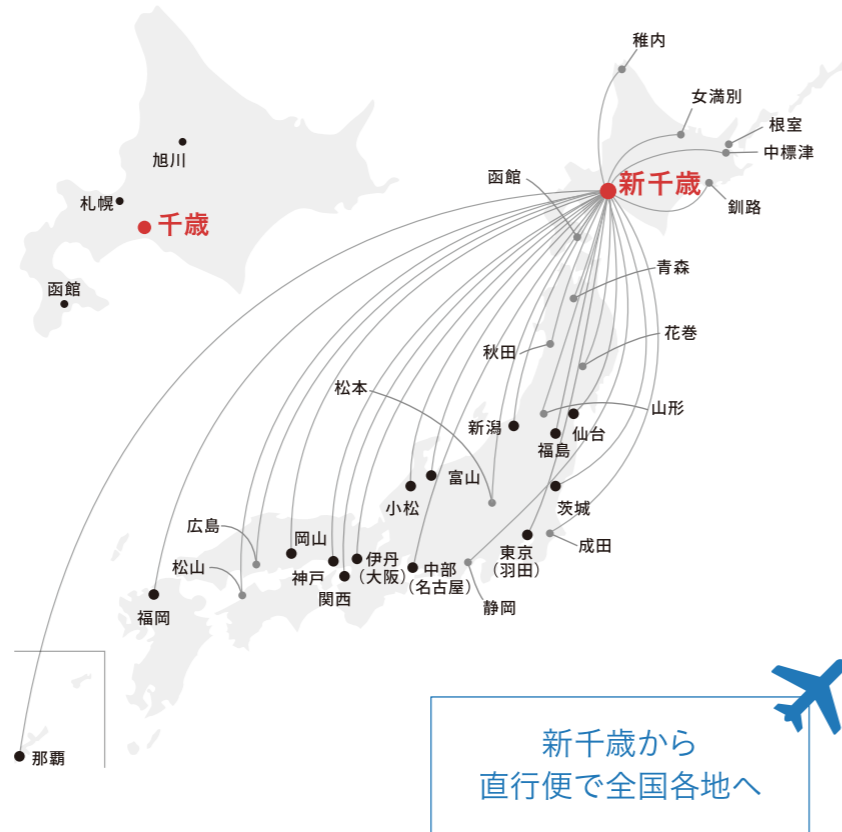 稚内
女満別
根室
中標津
旭川
函館
新千歳
札幌
釧路
千歳
青森
函館
花巻
秋田
松本
山形
新潟
仙台
福島
富山
小松
茨城
広島
岡山
成田
伊丹
(大阪)
東京
(羽田)
松山
神戸
中部
(名古屋)
関西
静岡
福岡
那覇
新千歳から
直行便で全国各地へ